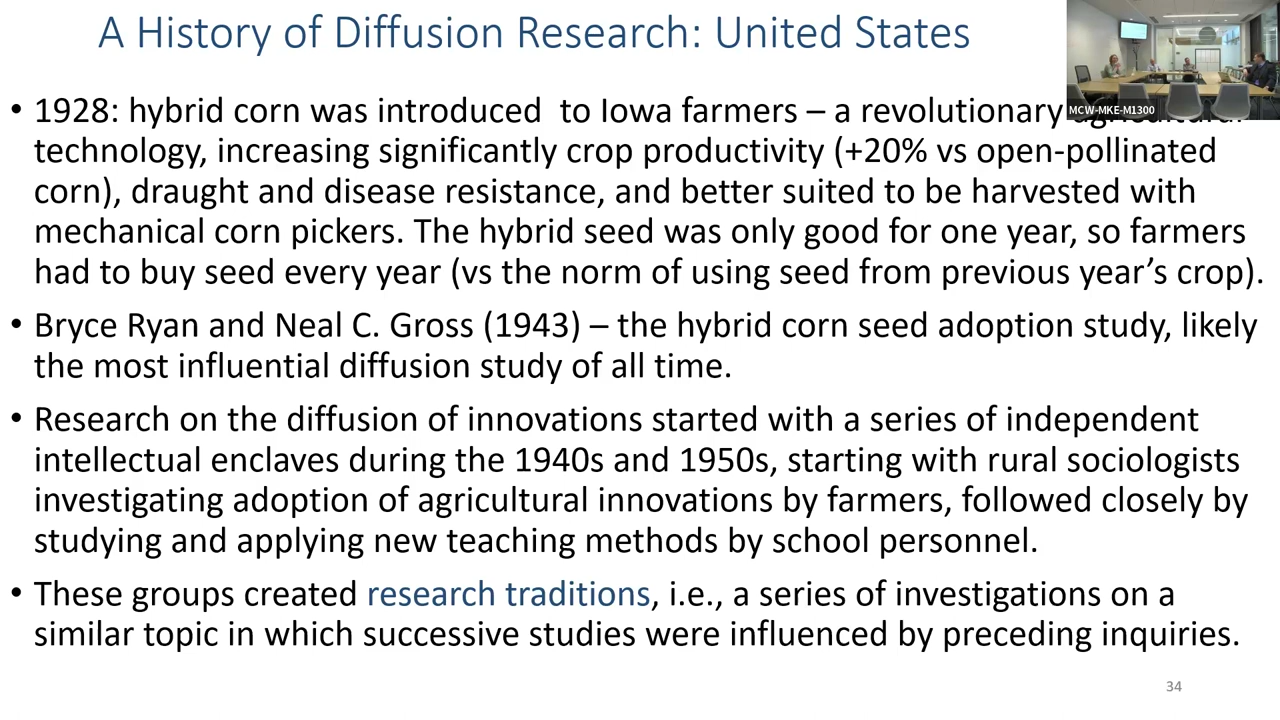 A History of Diffusion Research: United States
MCW-MKE-M1300
• 1928: hybrid corn was introduced  to Iowa farmers – a revolutionary
technology, increasing significantly crop productivity (+20% vs open-pollinated
corn), draught and disease resistance, and better suited to be harvested with
mechanical corn pickers. The hybrid seed was only good for one year, so farmers
had to buy seed every year (vs the norm of using seed from previous year’s crop).
• Bryce Ryan and Neal C. Gross (1943) – the hybrid corn seed adoption study, likely
the most influential diffusion study of all time.
• Research on the diffusion of innovations started with a series of independent
intellectual enclaves during the 1940s and 1950s, starting with rural sociologists
investigating adoption of agricultural innovations by farmers, followed closely by
studying and applying new teaching methods by school personnel.
• These groups created research traditions, i.e., a series of investigations on a
similar topic in which successive studies were influenced by preceding inquiries.
34